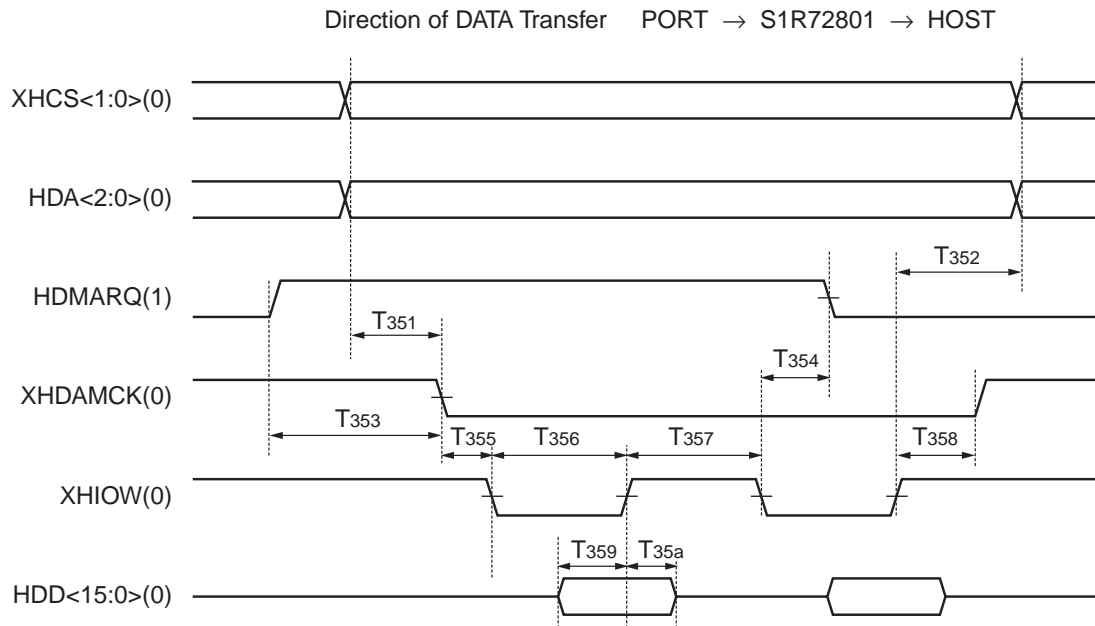 Direction of DATA Transfer PORT → S1R72801 → HOST
XHCS<1:0>(0)
HDA<2:0>(0)
T352
HDMARQ(1)
T351
T354
XHDAMCK(0)
T353
T355
T356
T357
T358
XHIOW(0)
T359
T35a
HDD<15:0>(0)